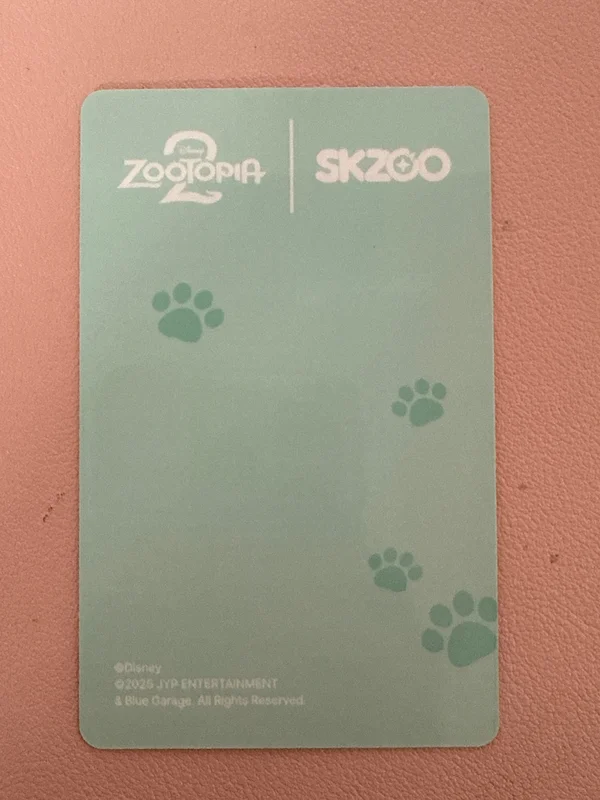 Disney
ZOOTOPIA
2
SKZOO
©Disney
©2025 JYP ENTERTAINMENT
& Blue Garage. All Rights Reserved.